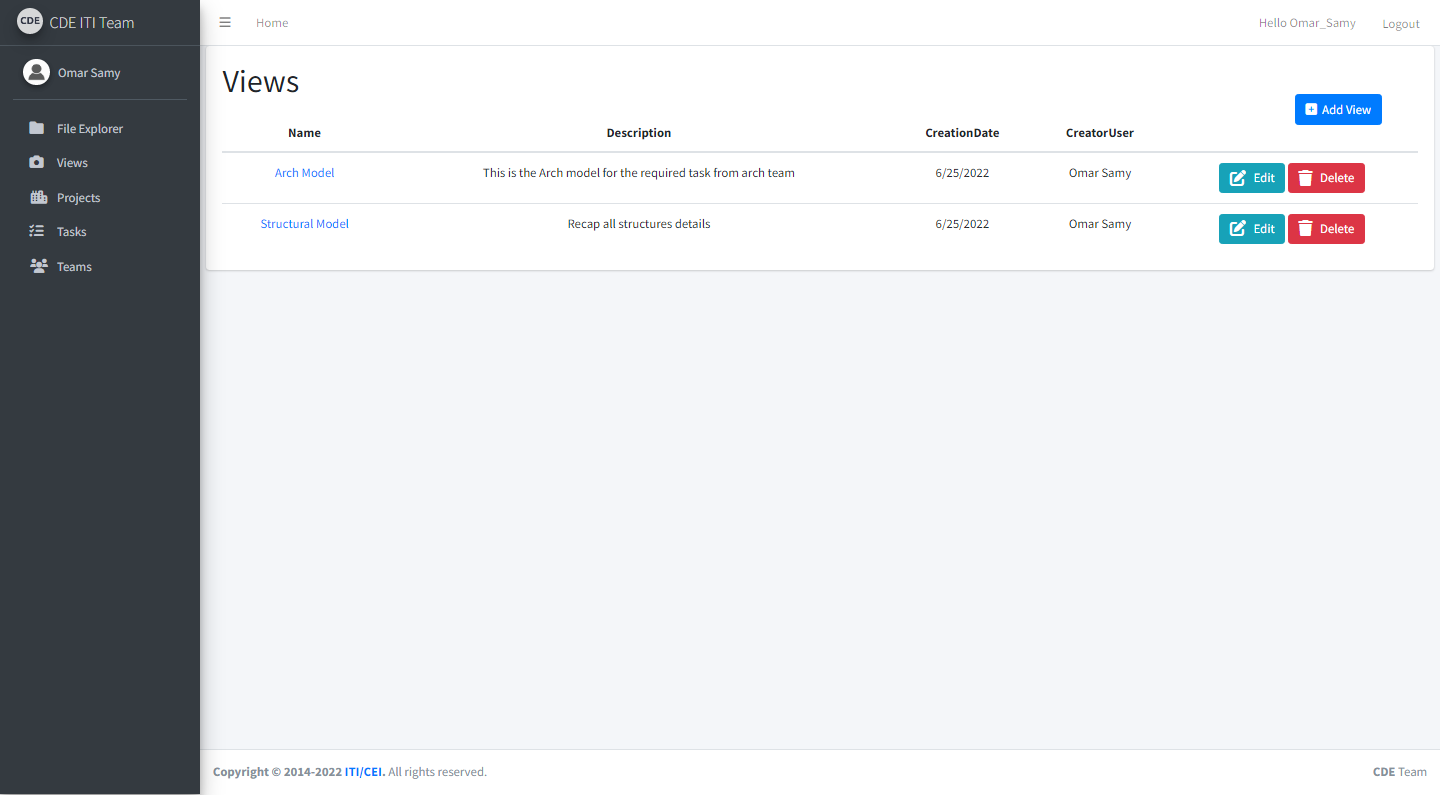 CDE CDE ITI Team
Home
Hello Omar_Samy
Logout
Omar Samy
File Explorer
Views
Projects
Tasks
Teams
Views
Add View
Name Description CreationDate CreatorUser
Arch Model This is the Arch model for the required task from arch team 6/25/2022 Omar Samy Edit Delete
Structural Model Recap all structures details 6/25/2022 Omar Samy Edit Delete
Copyright © 2014-2022 ITI/CEI. All rights reserved.
CDE Team